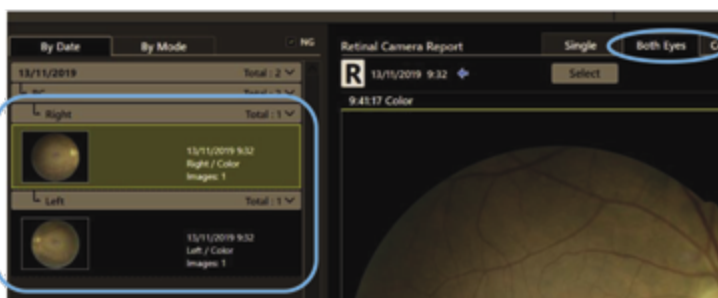 By Date By Mode NG
13/11/2019 Total : 2
Right Total : 1
13/11/2019 9:32
Right / Color
Images: 1
Left Total : 1
13/11/2019 9:32
Left / Color
Images: 1
Retinal Camera Report Single Both Eyes
R 13/11/2019 9:32 Select
9:41:17 Color